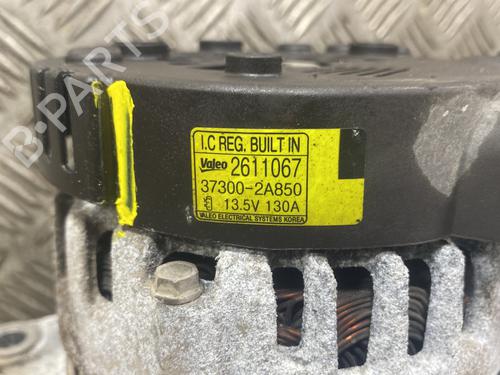 I.C REG. BUILT IN
Valeo 2611067
37300-2A850
13.5V 130A
VALEO ELECTRICAL SYSTEMS KOREA
B-PARTS